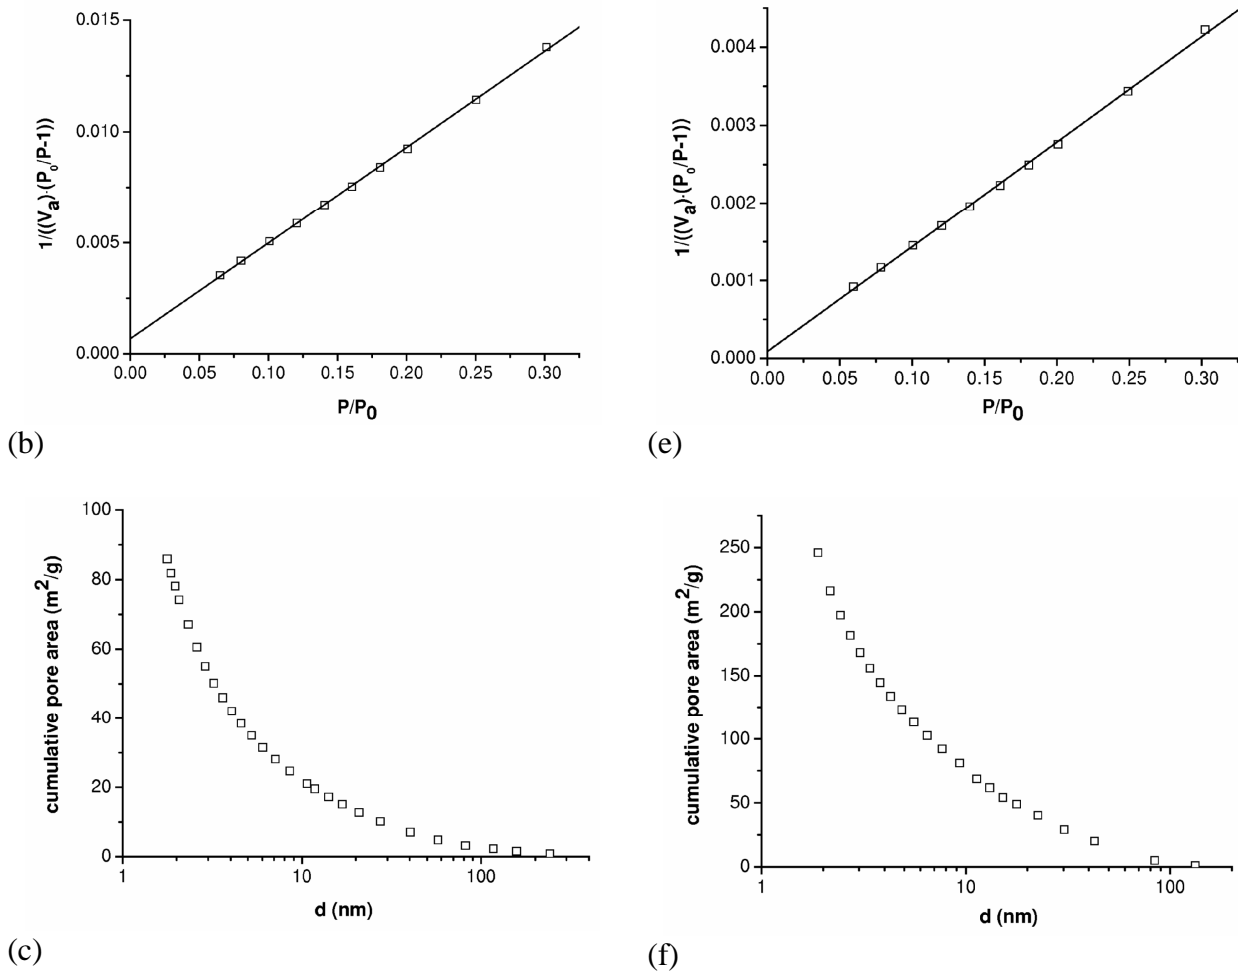 0.015
0.010
0.005
0.000
1/((Va)·(P0/P-1))
0.00 0.05 0.10 0.15 0.20 0.25 0.30
P/P0
(b)
0.004
0.003
0.002
0.001
0.000
1/((Va)·(P0/P-1))
0.00 0.05 0.10 0.15 0.20 0.25 0.30
P/P0
(e)
100
80
60
40
20
0
cumulative pore area (m²/g)
1 10 100
d (nm)
(c)
250
200
150
100
50
0
cumulative pore area (m²/g)
1 10 100
d (nm)
(f)